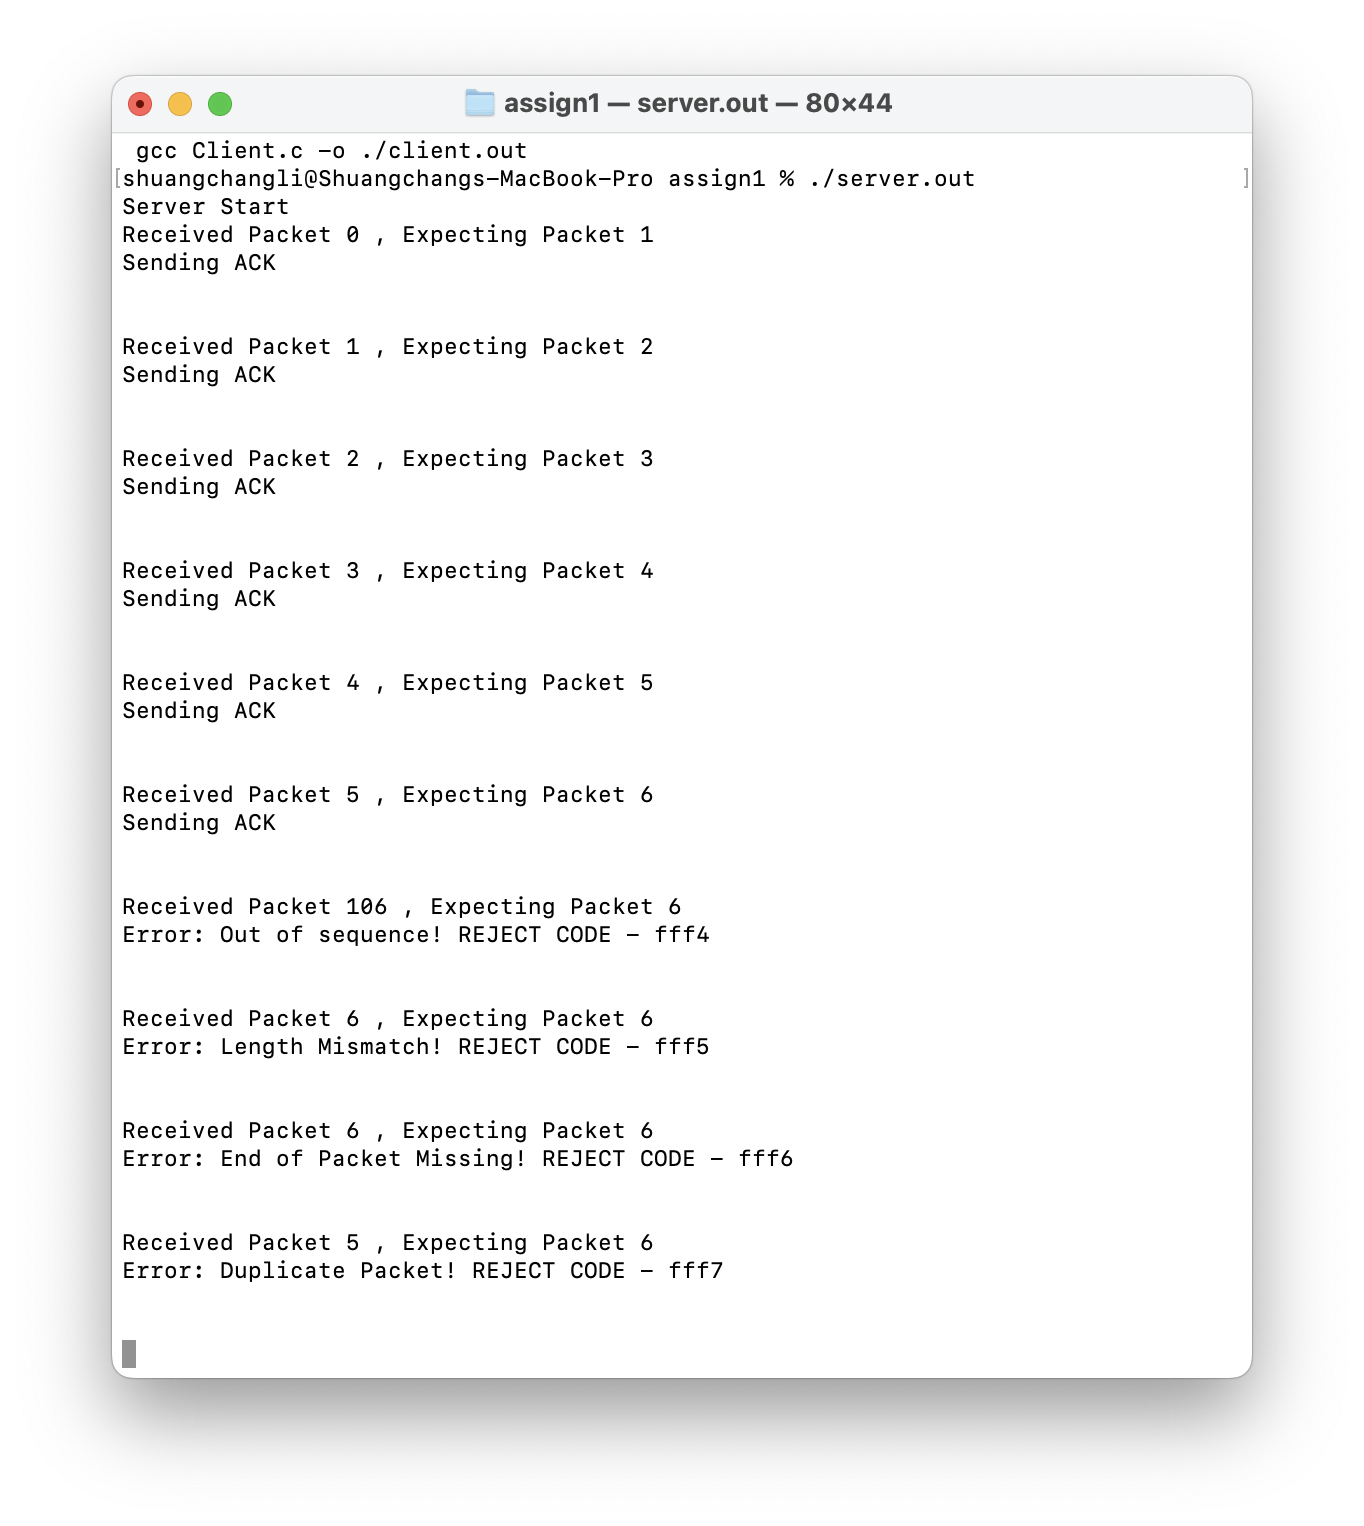 assign1 — server.out — 80×44
gcc Client.c -o ./client.out
[shuangchangli@Shuangchangs-MacBook-Pro assign1 % ./server.out ]
Server Start
Received Packet 0 , Expecting Packet 1
Sending ACK
Received Packet 1 , Expecting Packet 2
Sending ACK
Received Packet 2 , Expecting Packet 3
Sending ACK
Received Packet 3 , Expecting Packet 4
Sending ACK
Received Packet 4 , Expecting Packet 5
Sending ACK
Received Packet 5 , Expecting Packet 6
Sending ACK
Received Packet 106 , Expecting Packet 6
Error: Out of sequence! REJECT CODE - fff4
Received Packet 6 , Expecting Packet 6
Error: Length Mismatch! REJECT CODE - fff5
Received Packet 6 , Expecting Packet 6
Error: End of Packet Missing! REJECT CODE - fff6
Received Packet 5 , Expecting Packet 6
Error: Duplicate Packet! REJECT CODE - fff7